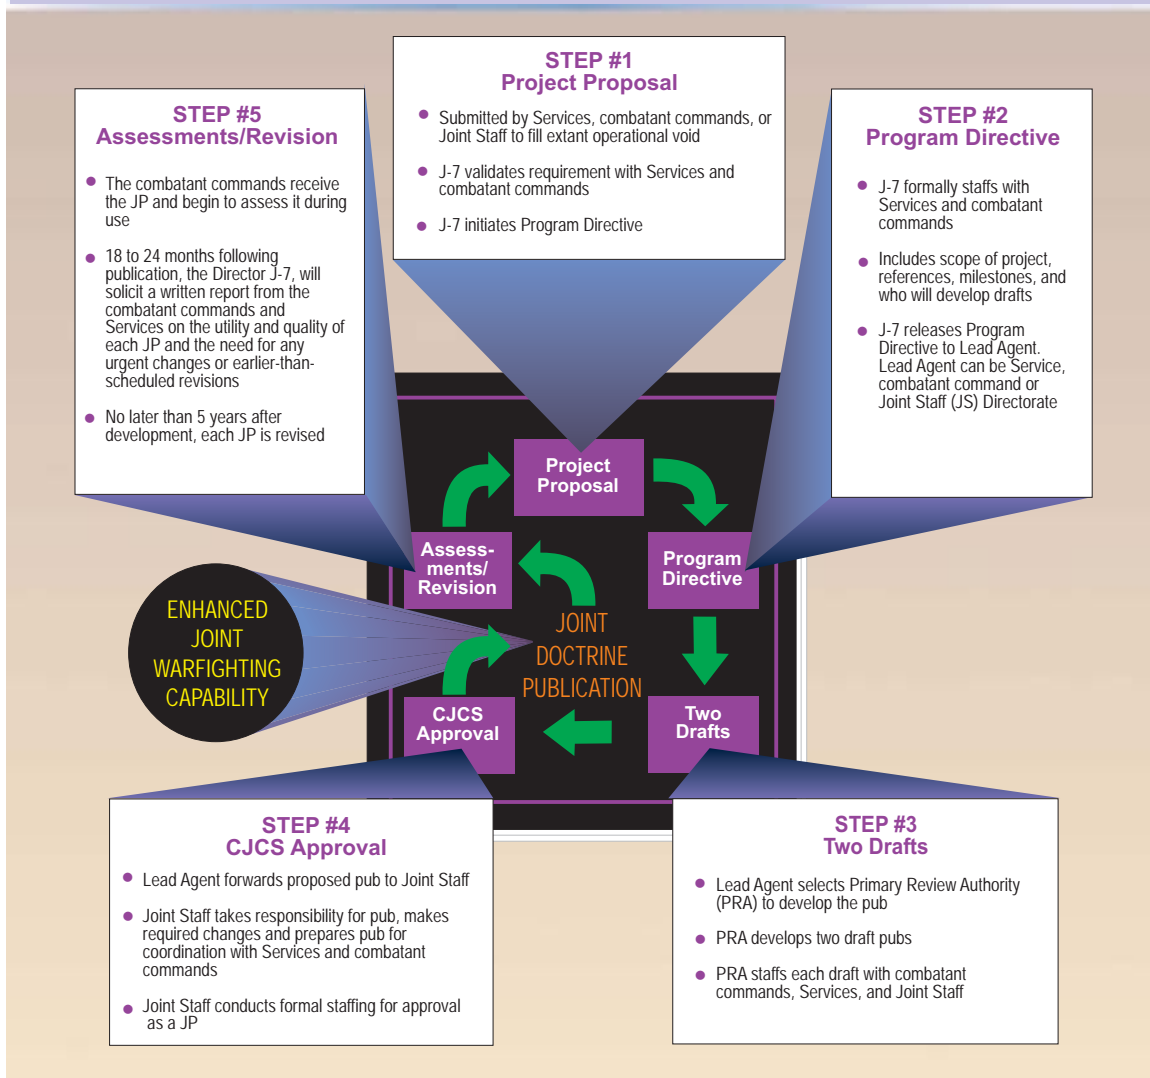 STEP #1
Project Proposal
Submitted by Services, combatant commands, or
Joint Staff to fill extant operational void
J-7 validates requirement with Services and
combatant commands
J-7 initiates Program Directive
STEP #2
Program Directive
J-7 formally staffs with
Services and combatant
commands
Includes scope of project,
references, milestones, and
who will develop drafts
J-7 releases Program
Directive to Lead Agent.
Lead Agent can be Service,
combatant command or
Joint Staff (JS) Directorate
STEP #5
Assessments/Revision
The combatant commands receive
the JP and begin to assess it during
use
18 to 24 months following
publication, the Director J-7, will
solicit a written report from the
combatant commands and
Services on the utility and quality of
each JP and the need for any
urgent changes or earlier-than-
scheduled revisions
No later than 5 years after
development, each JP is revised
Project
Proposal
Assess-
ments/
Revision
Program
Directive
ENHANCED
JOINT
WARFIGHTING
CAPABILITY
JOINT
DOCTRINE
PUBLICATION
CJCS
Approval
Two
Drafts
STEP #4
CJCS Approval
Lead Agent forwards proposed pub to Joint Staff
Joint Staff takes responsibility for pub, makes
required changes and prepares pub for
coordination with Services and combatant
commands
Joint Staff conducts formal staffing for approval
as a JP
STEP #3
Two Drafts
Lead Agent selects Primary Review Authority
(PRA) to develop the pub
PRA develops two draft pubs
PRA staffs each draft with combatant
commands, Services, and Joint Staff